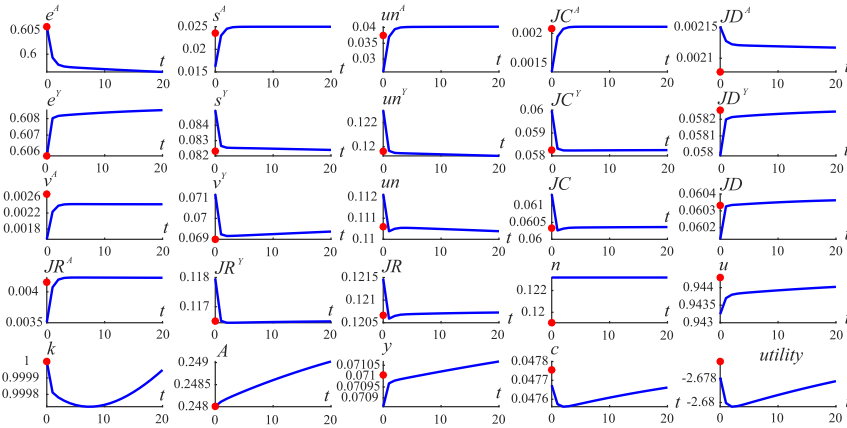 e^A s^A un^A JC^A JD^A
0.605 0.6 0 10 20 t
0.025 0.02 0.015 0 10 20 t
0.04 0.035 0.03 0 10 20 t
0.002 0.0015 0 10 20 t
0.00215 0.0021 0 10 20
e^Y s^Y un^Y JC^Y JD^Y
0.608 0.607 0.606 0 10 20 t
0.084 0.083 0.082 0 10 20 t
0.122 0.12 0 10 20 t
0.06 0.059 0.058 0 10 20 t
0.0582 0.0581 0.058 0 10 20
v^A v^Y un JC JD
0.0026 0.0022 0.0018 0 10 20 t
0.071 0.07 0.069 0 10 20 t
0.112 0.111 0.11 0 10 20 t
0.061 0.0605 0.06 0 10 20 t
0.0604 0.0603 0.0602 0 10 20
JR^A JR^Y JR n u
0.004 0.0035 0 10 20 t
0.118 0.117 0 10 20 t
0.1215 0.121 0.1205 0 10 20 t
0.122 0.12 0 10 20 t
0.944 0.9435 0.943 0 10 20
k A y c utility
1 0.9999 0.9998 0 10 20 t
0.249 0.2485 0.248 0 10 20 t
0.07105 0.071 0.07095 0.0709 0 10 20 t
0.0478 0.0477 0.0476 0 10 20 t
-2.678 -2.68 0 10 20